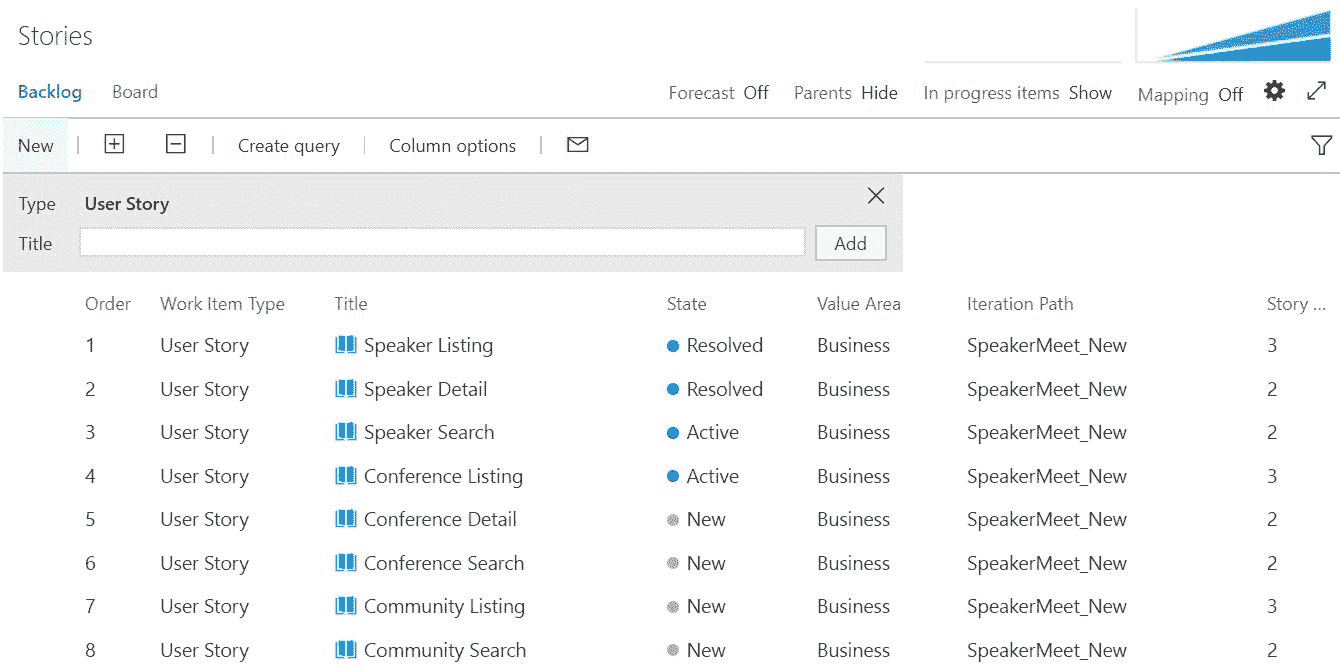 Stories
Backlog Board Forecast Off Parents Hide In progress items Show Mapping Off
New Create query Column options
Type User Story
Title Add
Order Work Item Type Title State Value Area Iteration Path Story ...
1 User Story Speaker Listing Resolved Business SpeakerMeet_New 3
2 User Story Speaker Detail Resolved Business SpeakerMeet_New 2
3 User Story Speaker Search Active Business SpeakerMeet_New 2
4 User Story Conference Listing Active Business SpeakerMeet_New 3
5 User Story Conference Detail New Business SpeakerMeet_New 2
6 User Story Conference Search New Business SpeakerMeet_New 2
7 User Story Community Listing New Business SpeakerMeet_New 3
8 User Story Community Search New Business SpeakerMeet_New 2